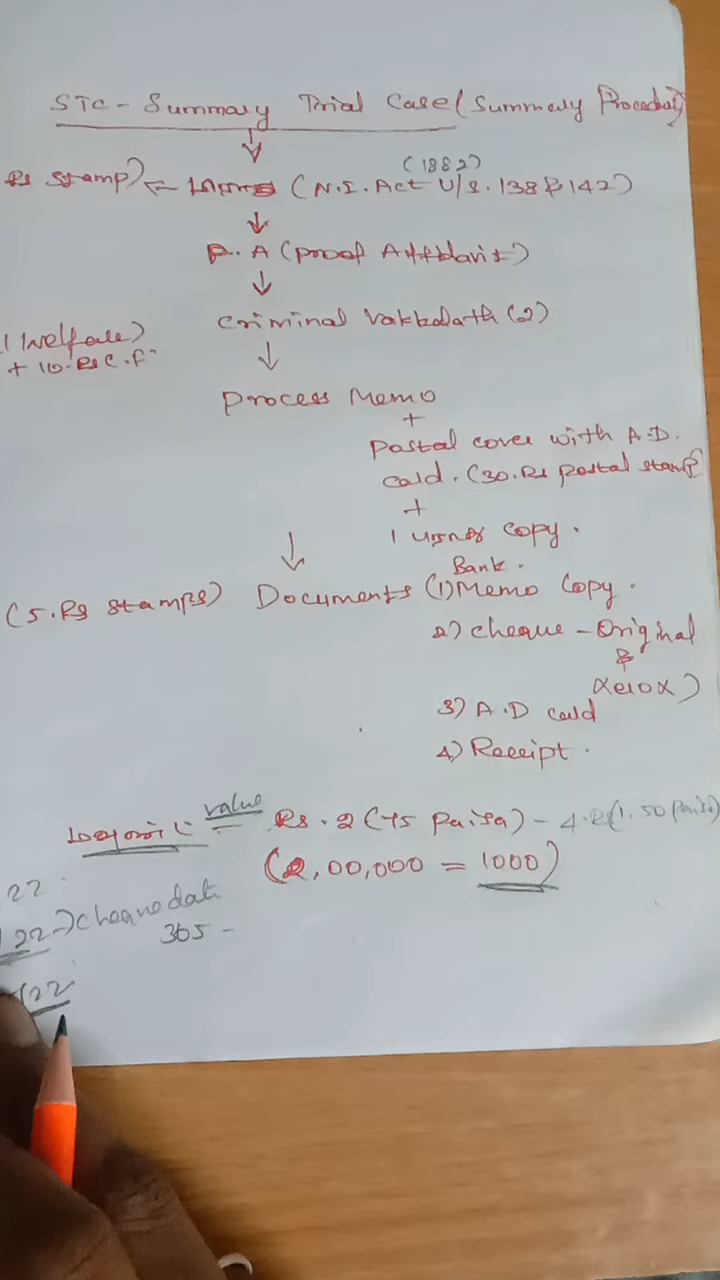 STC - Summary Trial Case (Summary Procedur)
(1882)
Rs Stamp) ← மனு (N.I. Act U/s. 138 & 142)
P. A (Proof Affidavit)
Criminal Vakkalath (2)
1 Welfare)
+ 10. Rs C.F
Process Memo
+
Postal cover with A.D.
card. (30. Rs Postal stamp
+
1 மனு copy.
Bank.
(5. Rs stamps) Documents (1) Memo Copy.
2) cheque - Original
&
Xerox)
3) A.D card
4) Receipt.
value
Rs. 2 (75 Paisa) - 4.R(1.50 Paisa)
(2,00,000 = 1000)
22
22 → cheque date
365 -
/22